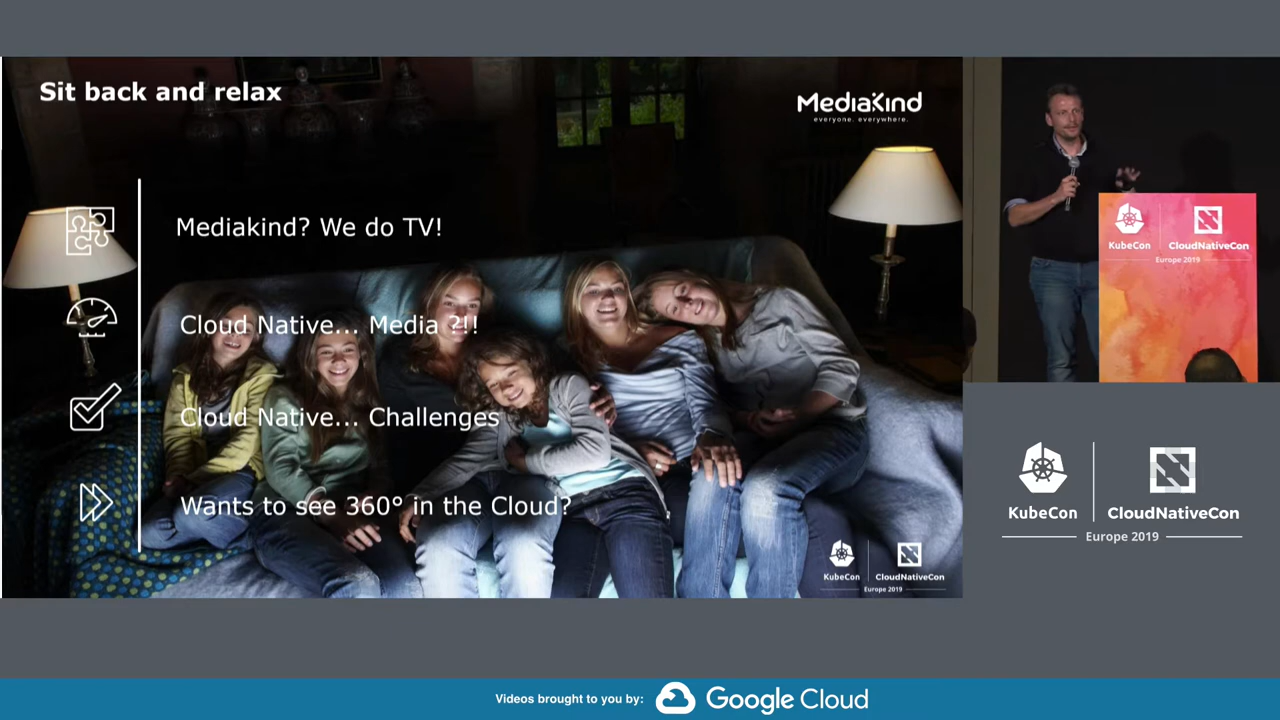 Sit back and relax
MEDIAKIND
everyone. everywhere.
Mediakind? We do TV!
Cloud Native... Media ?!!
Cloud Native... Challenges
Wants to see 360° in the Cloud?
KubeCon
CloudNativeCon
Europe 2019
KubeCon
CloudNativeCon
Europe 2019
KubeCon
CloudNativeCon
Europe 2019
Videos brought to you by:
Google Cloud